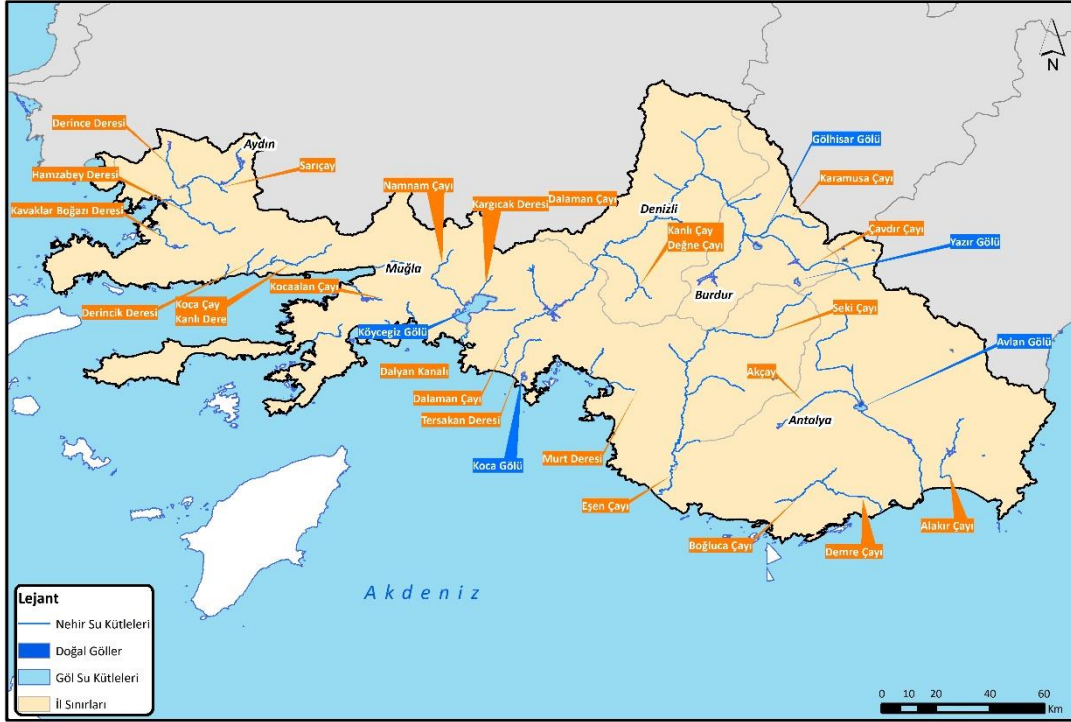 N
Derince Deresi
Aydın
Gölhisar Gölü
Hamzabey Deresi
Sarıçay
Namnam Çayı
Karamusa Çayı
Kargıcak Deresi
Dalaman Çayı
Kavaklar Boğazı Deresi
Denizli
Kanlı Çay
Değne Çayı
Çavdır Çayı
Yazır Gölü
Muğla
Kocaalan Çayı
Burdur
Derincik Deresi
Koca Çay
Kanlı Dere
Seki Çayı
Köycegiz Gölü
Avlan Gölü
Dalyan Kanalı
Akçay
Dalaman Çayı
Tersakan Deresi
Antalya
Koca Gölü
Murt Deresi
Eşen Çayı
Alakır Çayı
Boğluca Çayı
Demre Çayı
Akdeniz
Lejant
Nehir Su Kütleleri
Doğal Göller
Göl Su Kütleleri
İl Sınırları
0 10 20 40 60
Km